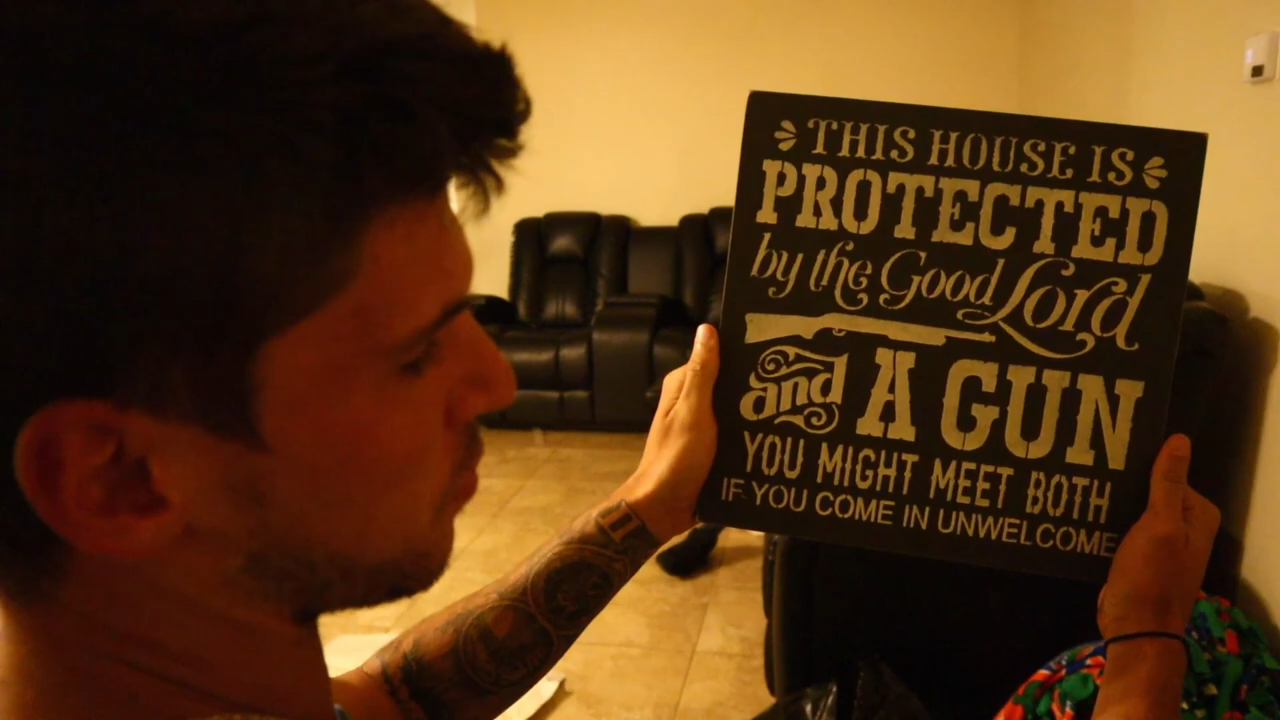 THIS HOUSE IS
PROTECTED
by the Good Lord
and A GUN
YOU MIGHT MEET BOTH
IF YOU COME IN UNWELCOME